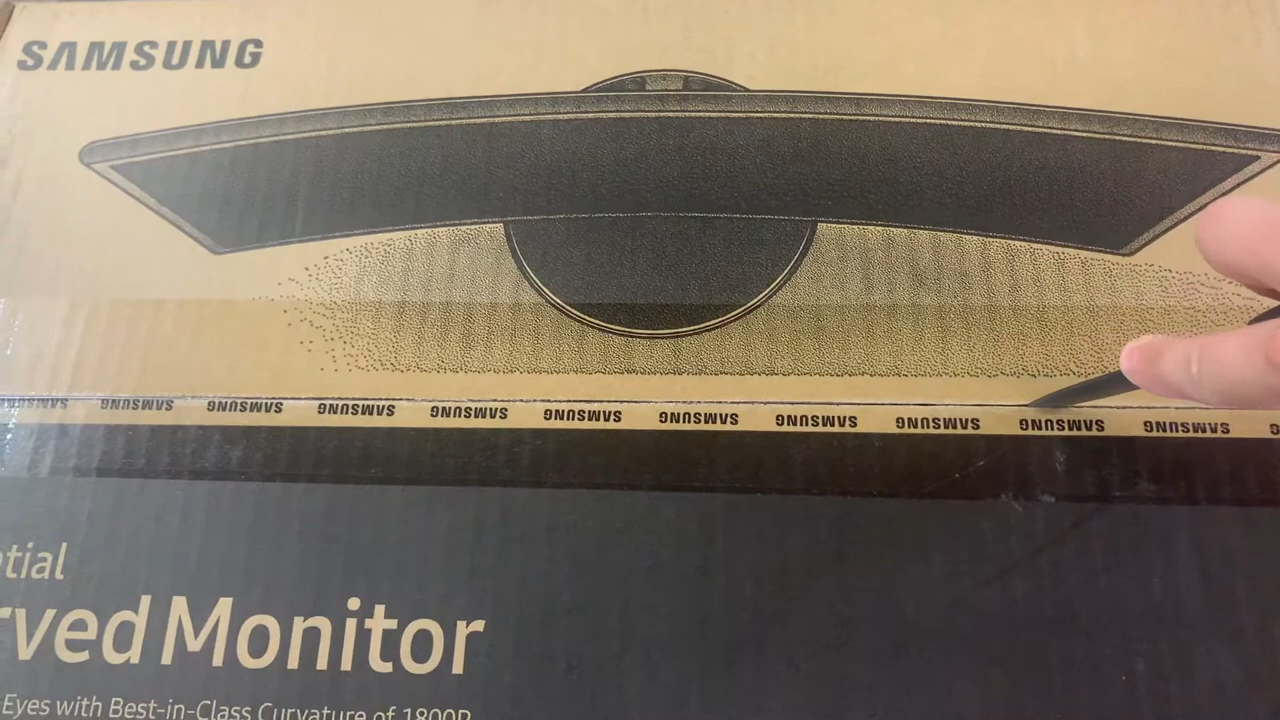 SAMSUNG
SAMSUNG SAMSUNG SAMSUNG SAMSUNG SAMSUNG SAMSUNG SAMSUNG SAMSUNG SAMSUNG SAMSUNG SAMSUNG
tial
rved Monitor
Eyes with Best-in-Class Curvature of 1800R